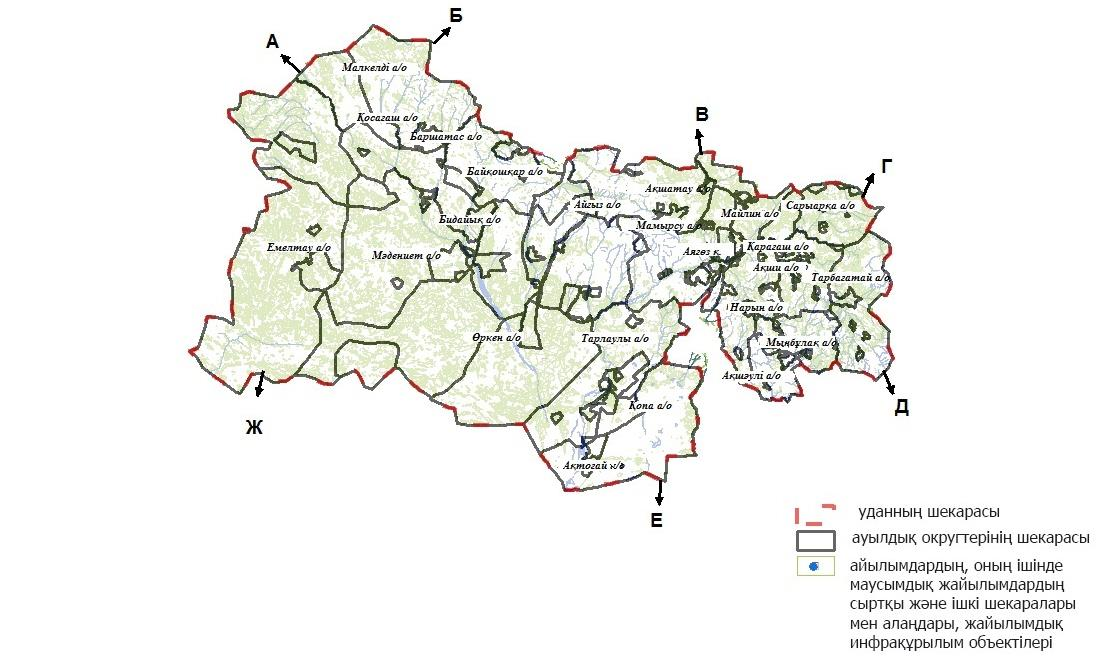 Б
А
Малкелді а/о
Қосағаш а/о
Баршатас а/о
В
Байқошқар а/о
Г
Ақшатау а/о
Айғыз а/о
Майлин а/о
Сарыарқа а/о
Бидайық а/о
Мамырсу а/о
Емелтау а/о
Мәдениет а/о
Аягөз қ.
Қарағаш а/о
Ақши а/о
Тарбағатай а/о
Нарын а/о
Өркен а/о
Тарлаулы а/о
Мыңбұлақ а/о
Ақшәулі а/о
Қопа а/о
Д
Ж
Ақтоғай а/о
Е
уданның шекарасы
ауылдық округтерінің шекарасы
айылымдардың, оның ішінде
маусымдық жайылымдардың
сыртқы және ішкі шекаралары
мен алаңдары, жайылымдық
инфрақұрылым объектілері